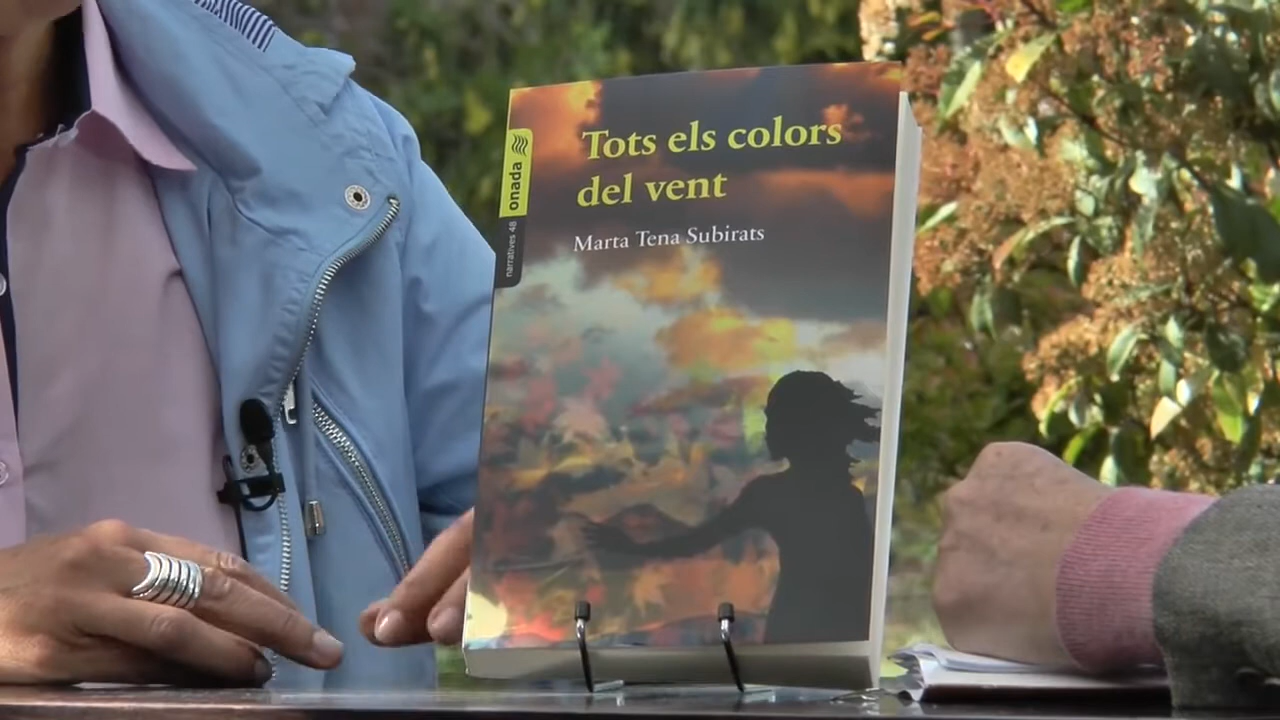 Tots els colors
del vent
Marta Tena Subirats
onada
narratives 48